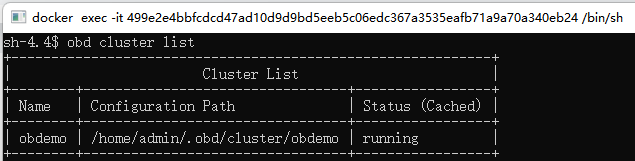 docker exec -it 499e2e4bbfcdcd47ad10d9d9bd5eeb5c06edc367a3535eafb71a9a70a340eb24 /bin/sh
sh-4.4$ obd cluster list
+--------------------------------------------------------------+
|                         Cluster List                         |
+--------+------------------------------------+-----------------+
| Name   | Configuration Path                 | Status (Cached) |
+--------+------------------------------------+-----------------+
| obdemo | /home/admin/.obd/cluster/obdemo | running         |
+--------+------------------------------------+-----------------+